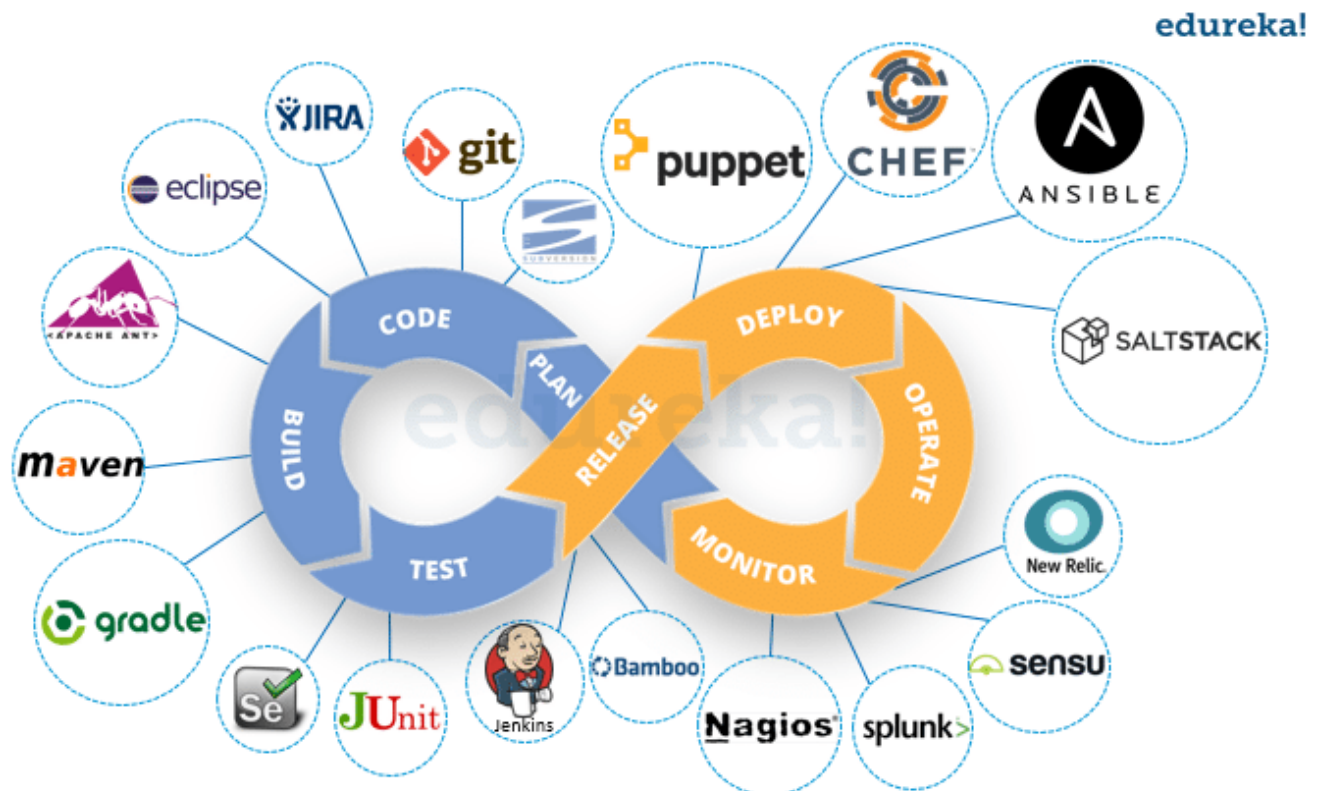 edureka!
JIRA
git
eclipse
SUBVERSION
puppet
CHEF
ANSIBLE
<APACHE ANT>
SALTSTACK
CODE
PLAN
BUILD
TEST
RELEASE
DEPLOY
OPERATE
MONITOR
edureka!
maven
gradle
Se
JUnit
Jenkins
Bamboo
Nagios®
splunk>
sensu
New Relic.